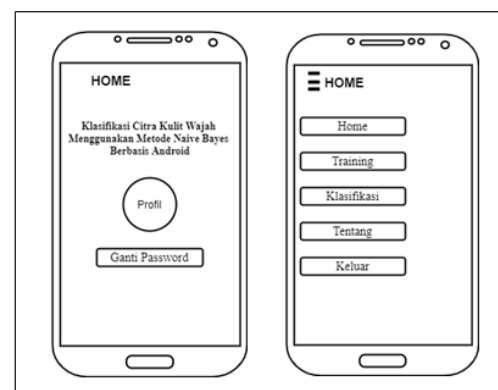 HOME
Klasifikasi Citra Kulit Wajah
Menggunakan Metode Naive Bayes
Berbasis Android
Profil
Ganti Password
HOME
Home
Training
Klasifikasi
Tentang
Keluar